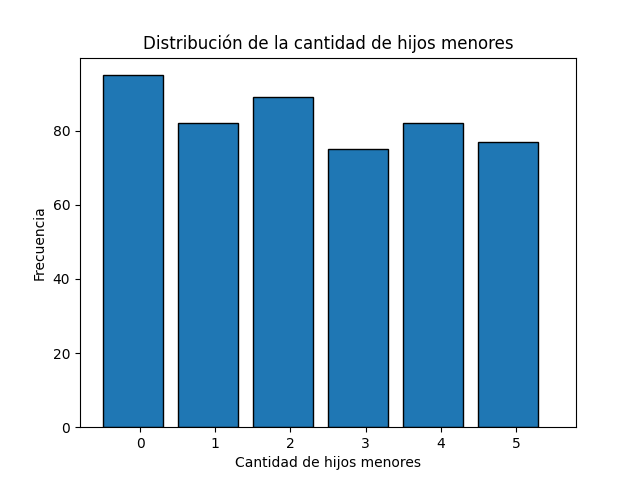 Distribución de la cantidad de hijos menores
80
60
40
20
0
Frecuencia
0 1 2 3 4 5
Cantidad de hijos menores